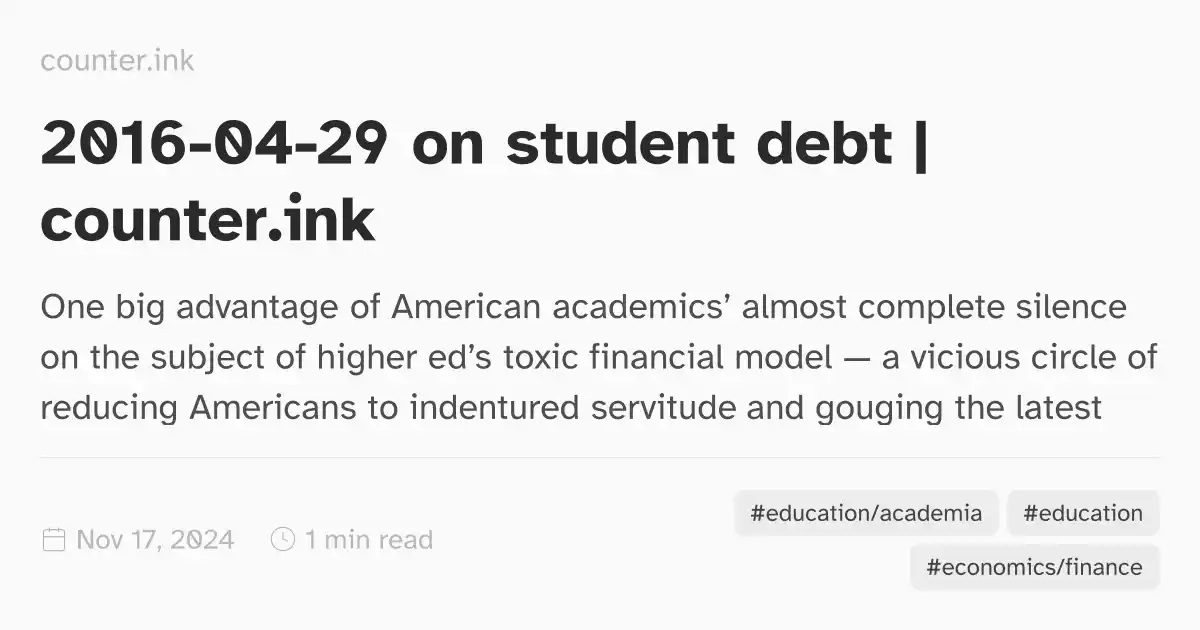 counter.ink
2016-04-29 on student debt |
counter.ink
One big advantage of American academics’ almost complete silence
on the subject of higher ed’s toxic financial model — a vicious circle of
reducing Americans to indentured servitude and gouging the latest
Nov 17, 2024
1 min read
#education/academia
#education
#economics/finance